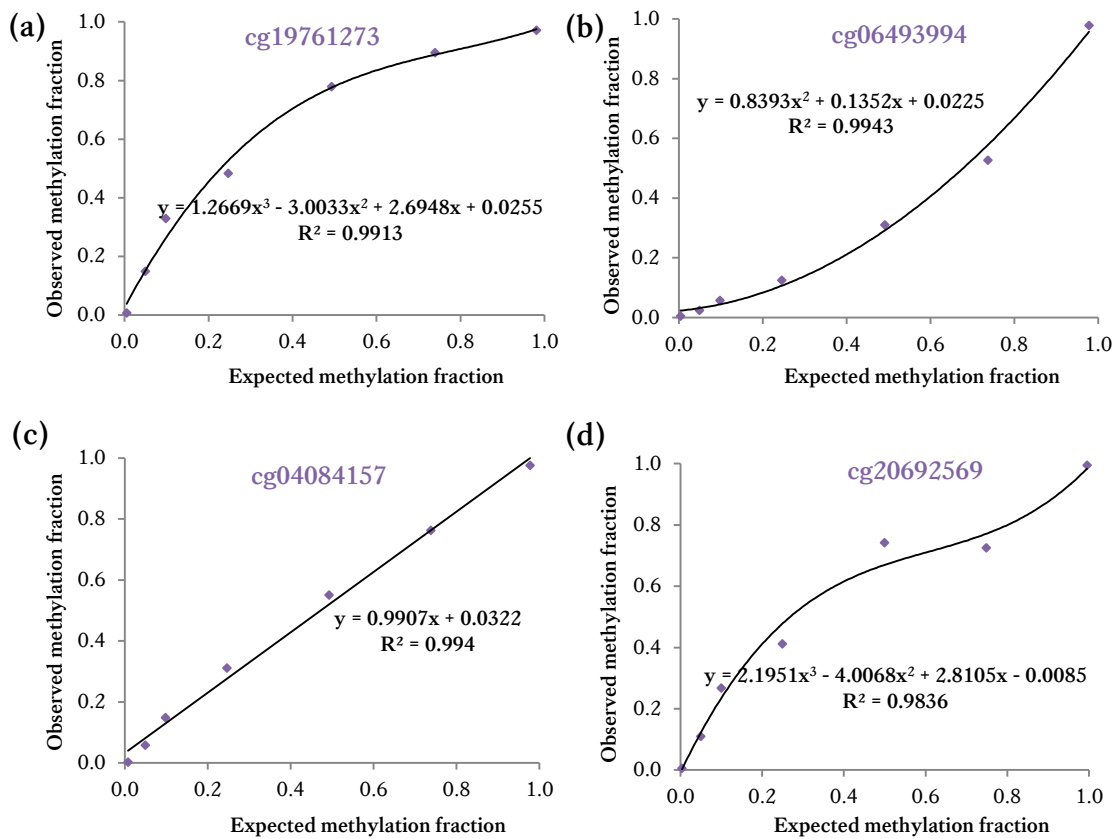 (a)
cg19761273
y = 1.2669x³ - 3.0033x² + 2.6948x + 0.0255
R² = 0.9913
Observed methylation fraction
1.0
0.8
0.6
0.4
0.2
0.0
0.0 0.2 0.4 0.6 0.8 1.0
Expected methylation fraction
(b)
cg06493994
y = 0.8393x² + 0.1352x + 0.0225
R² = 0.9943
Observed methylation fraction
1.0
0.8
0.6
0.4
0.2
0.0
0.0 0.2 0.4 0.6 0.8 1.0
Expected methylation fraction
(c)
cg04084157
y = 0.9907x + 0.0322
R² = 0.994
Observed methylation fraction
1.0
0.8
0.6
0.4
0.2
0.0
0.0 0.2 0.4 0.6 0.8 1.0
Expected methylation fraction
(d)
cg20692569
y = 2.1951x³ - 4.0068x² + 2.8105x - 0.0085
R² = 0.9836
Observed methylation fraction
1.0
0.8
0.6
0.4
0.2
0.0
0.0 0.2 0.4 0.6 0.8 1.0
Expected methylation fraction